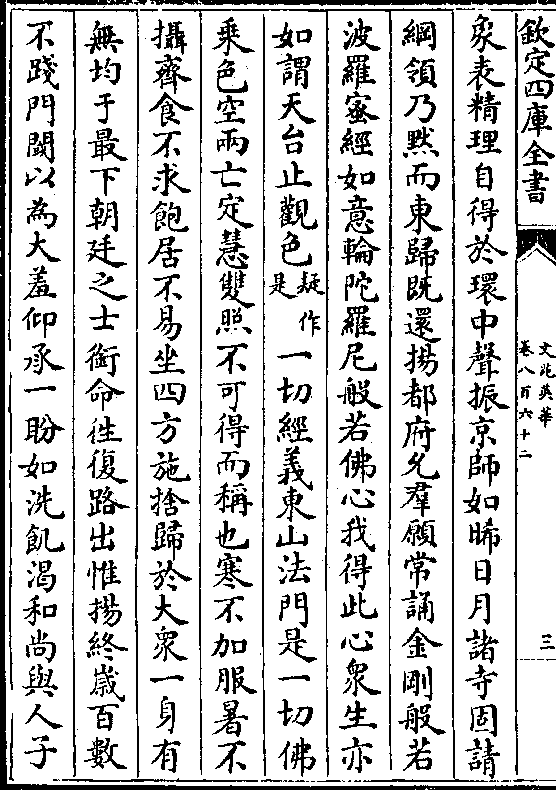 欽定四庫全書
文苑英華
卷八百六十二
三
象表精理自得於環中聲振京師如晞日月諸寺固請
綱領乃黙而東歸既還揚都府允羣願常誦金剛般若
波羅蜜經如意輪陀羅尼般若佛心我得此心衆生亦
如謂天台止觀色疑作是一切經義東山法門是一切佛
乘色空兩亡定慧雙照不可得而稱也寒不加服暑不
攝齊食不求飽居不易坐四方施捨歸於大衆一身有
無均于最下朝廷之士銜命徃復路出惟揚終歲百數
不踐門閾以為大羞仰承一盼如洗飢渴和尚與人子